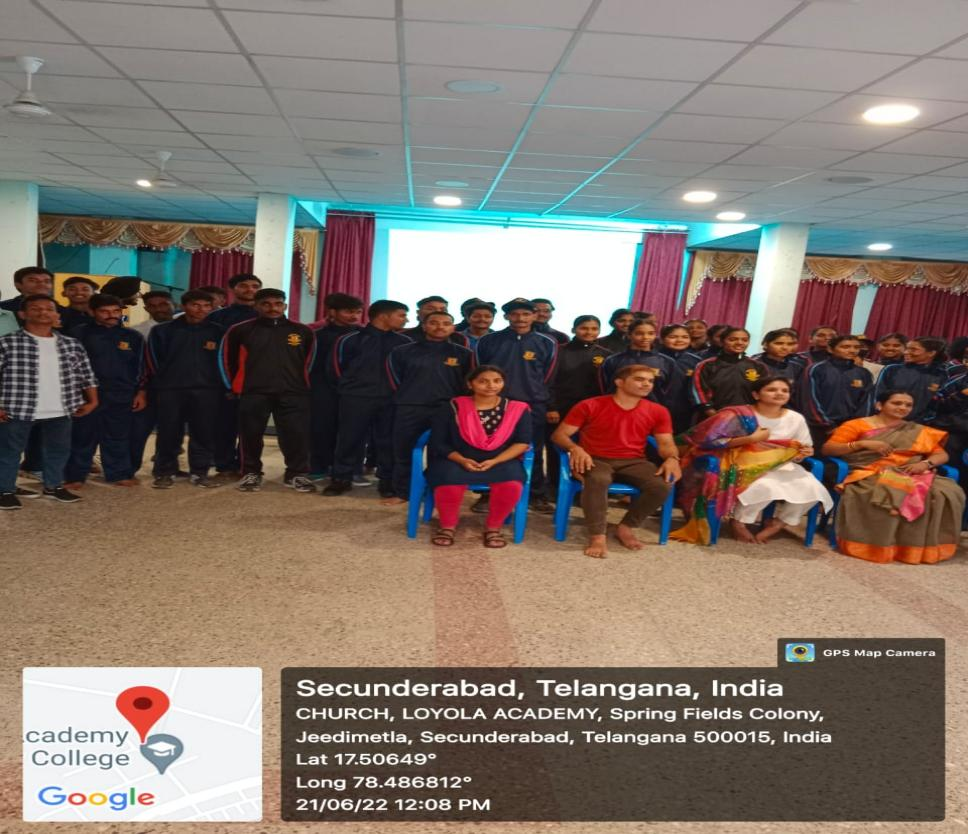 GPS Map Camera
Secunderabad, Telangana, India
CHURCH, LOYOLA ACADEMY, Spring Fields Colony,
Jeedimetla, Secunderabad, Telangana 500015, India
Lat 17.50649°
Long 78.486812°
21/06/22 12:08 PM
cademy
College
Google